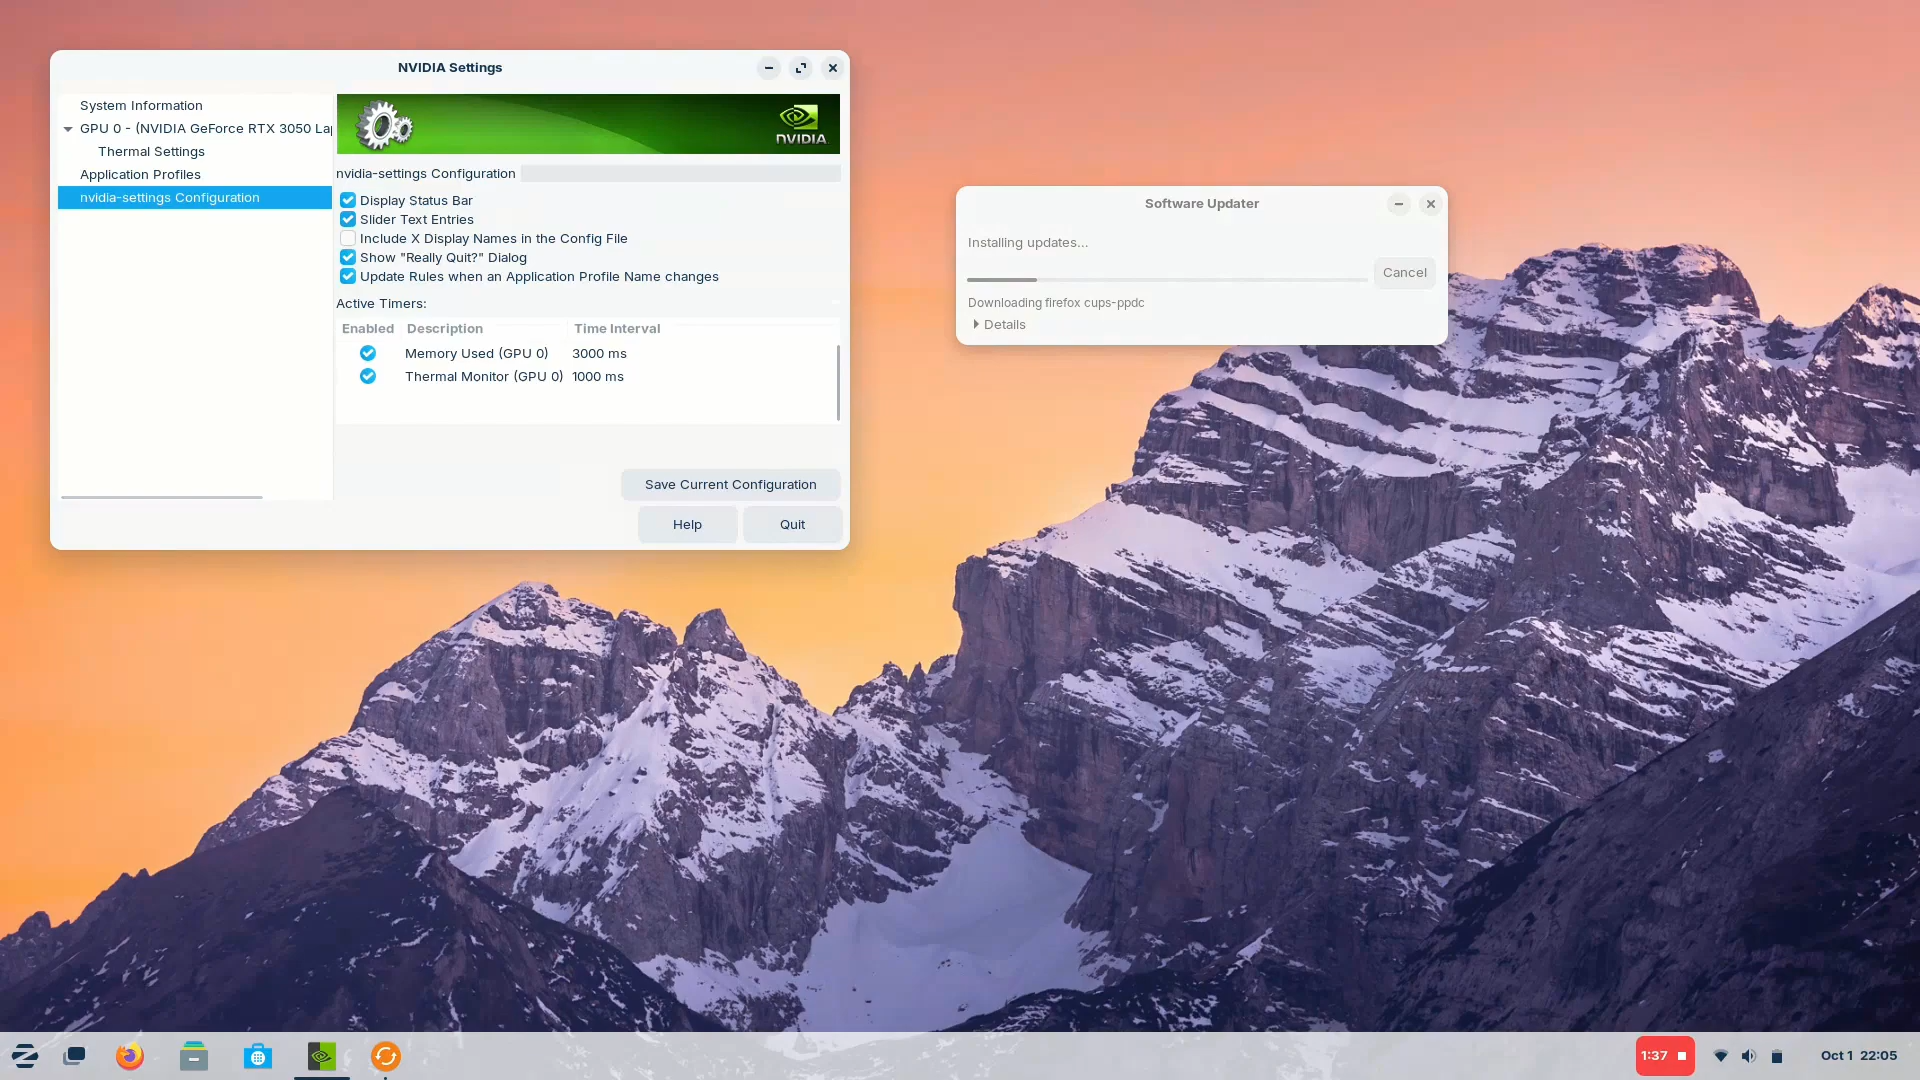 NVIDIA Settings
System Information
GPU 0 - (NVIDIA GeForce RTX 3050 La
Thermal Settings
Application Profiles
nvidia-settings Configuration
NVIDIA
nvidia-settings Configuration
Display Status Bar
Slider Text Entries
Include X Display Names in the Config File
Show "Really Quit?" Dialog
Update Rules when an Application Profile Name changes
Active Timers:
Enabled Description Time Interval
Memory Used (GPU 0) 3000 ms
Thermal Monitor (GPU 0) 1000 ms
Save Current Configuration
Help Quit
Software Updater
Installing updates...
Cancel
Downloading firefox cups-ppdc
Details
1:37 Oct 1 22:05